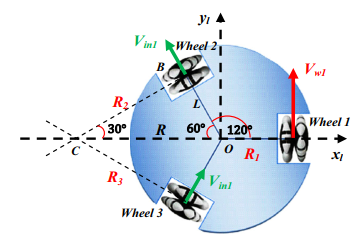 y_I
V_in1
Wheel 2
B
V_w1
R_2
L
Wheel 1
30°
R
60°
120°
C
O
R_1
x_I
R_3
V_in1
Wheel 3